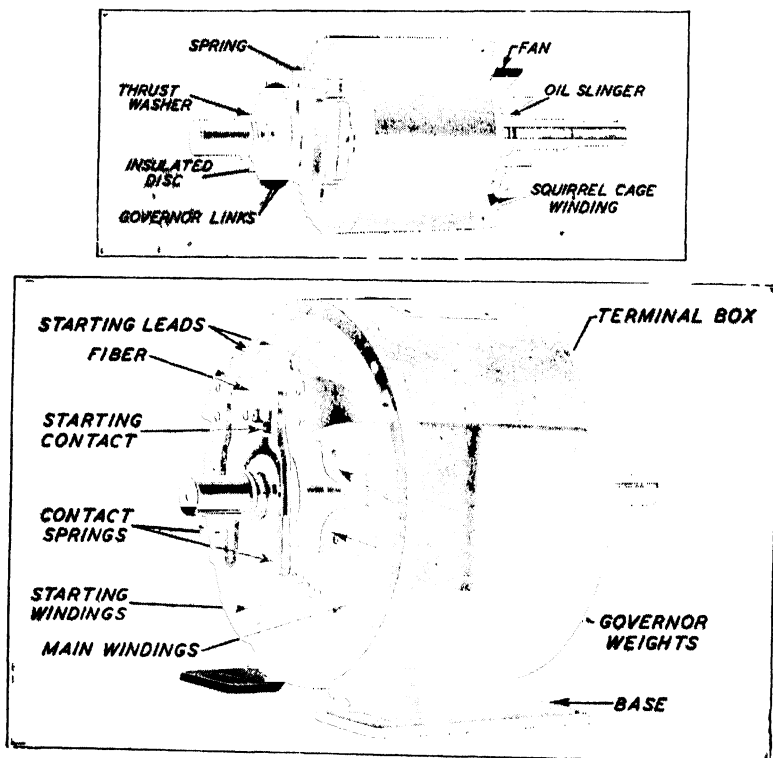 SPRING
FAN
THRUST
WASHER
OIL SLINGER
INSULATED
DISC
GOVERNOR LINKS
SQUIRREL CAGE
WINDING
STARTING LEADS
TERMINAL BOX
FIBER
STARTING
CONTACT
CONTACT
SPRINGS
STARTING
WINDINGS
MAIN WINDINGS
GOVERNOR
WEIGHTS
BASE